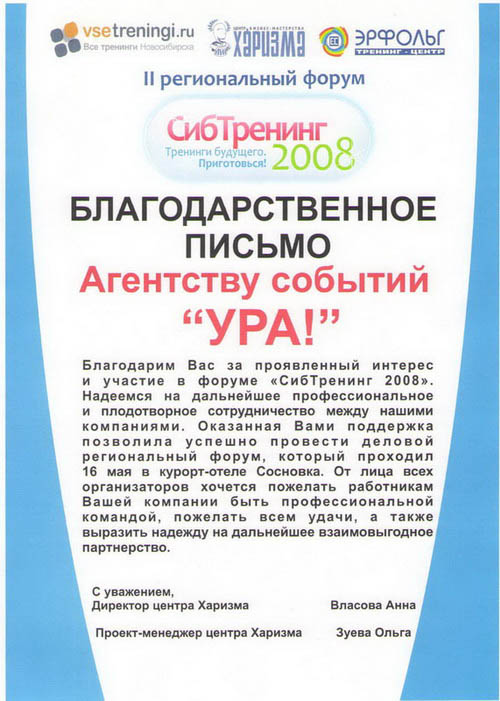 vsetreningi.ru
Все тренинги Новосибирска
ЦЕНТР БИЗНЕС-МАСТЕРСТВА
ХАРИЗМА
ЭРФОЛЬГ
ТРЕНИНГ-ЦЕНТР
II региональный форум
СибТренинг
Тренинги будущего.
Приготовься!
2008
БЛАГОДАРСТВЕННОЕ
ПИСЬМО
Агентству событий
“УРА!”
Благодарим Вас за проявленный интерес
и участие в форуме «СибТренинг 2008».
Надеемся на дальнейшее профессиональное
и плодотворное сотрудничество между нашими
компаниями. Оказанная Вами поддержка
позволила успешно провести деловой
региональный форум, который проходил
16 мая в курорт-отеле Сосновка. От лица всех
организаторов хочется пожелать работникам
Вашей компании быть профессиональной
командой, пожелать всем удачи, а также
выразить надежду на дальнейшее взаимовыгодное
партнерство.
С уважением,
Директор центра Харизма Власова Анна
Проект-менеджер центра Харизма Зуева Ольга